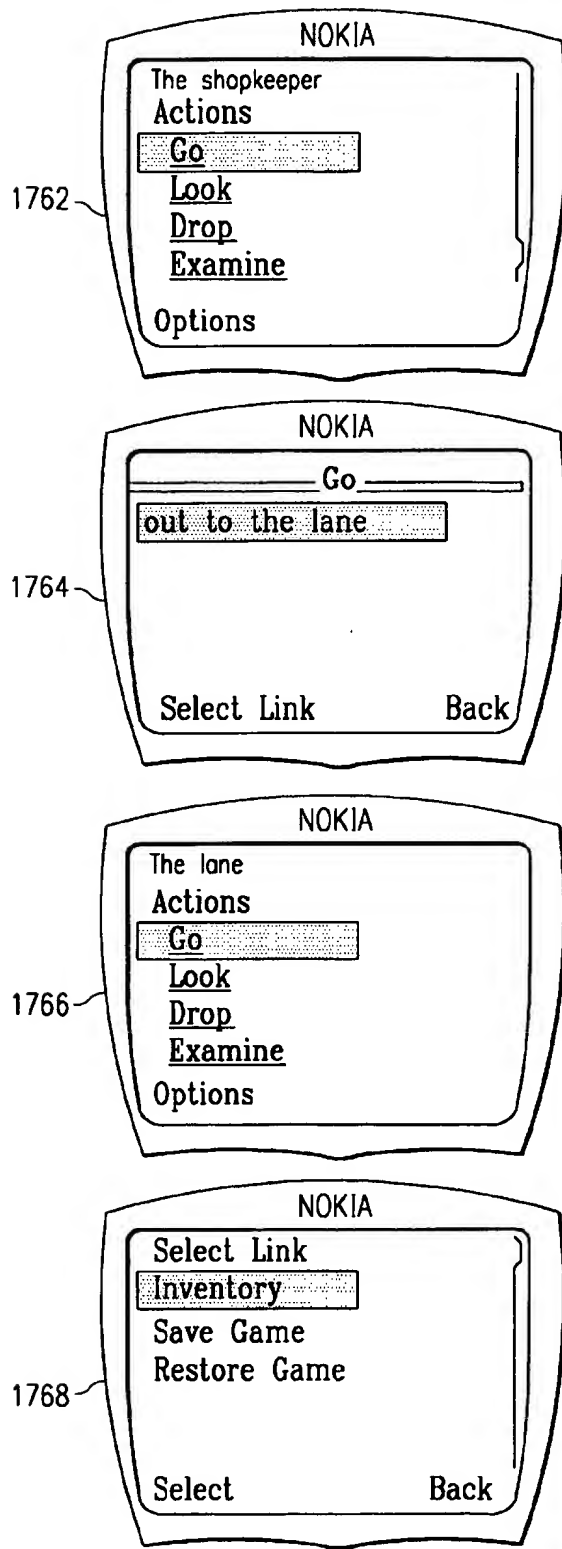 NOKIA
The shopkeeper
Actions
Go
Look
Drop
Examine
Options
1762
NOKIA
Go
out to the lane
Select Link Back
1764
NOKIA
The lane
Actions
Go
Look
Drop
Examine
Options
1766
NOKIA
Select Link
Inventory
Save Game
Restore Game
Select Back
1768